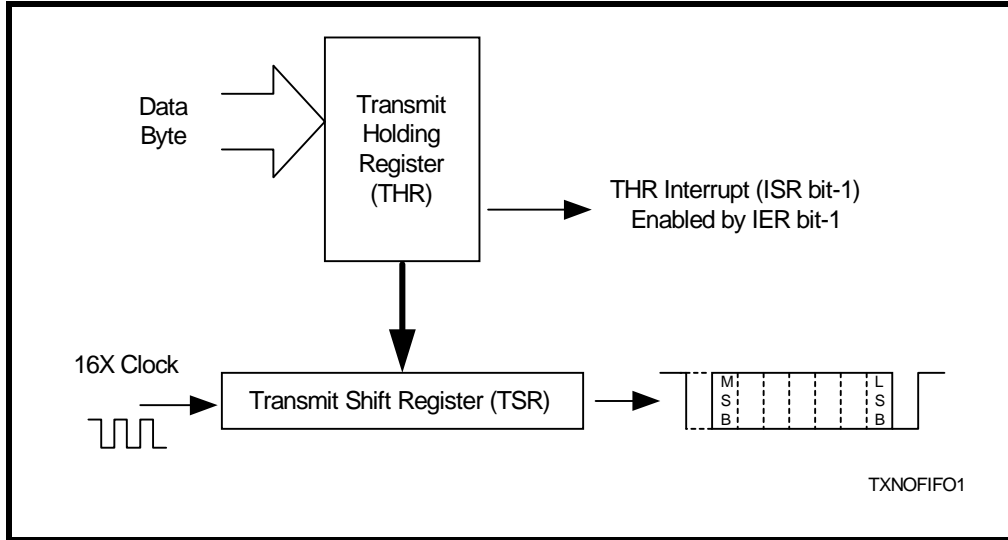 Data
Byte
Transmit
Holding
Register
(THR)
THR Interrupt (ISR bit-1)
Enabled by IER bit-1
16X Clock
Transmit Shift Register (TSR)
M
S
B
L
S
B
TXNOFIFO1